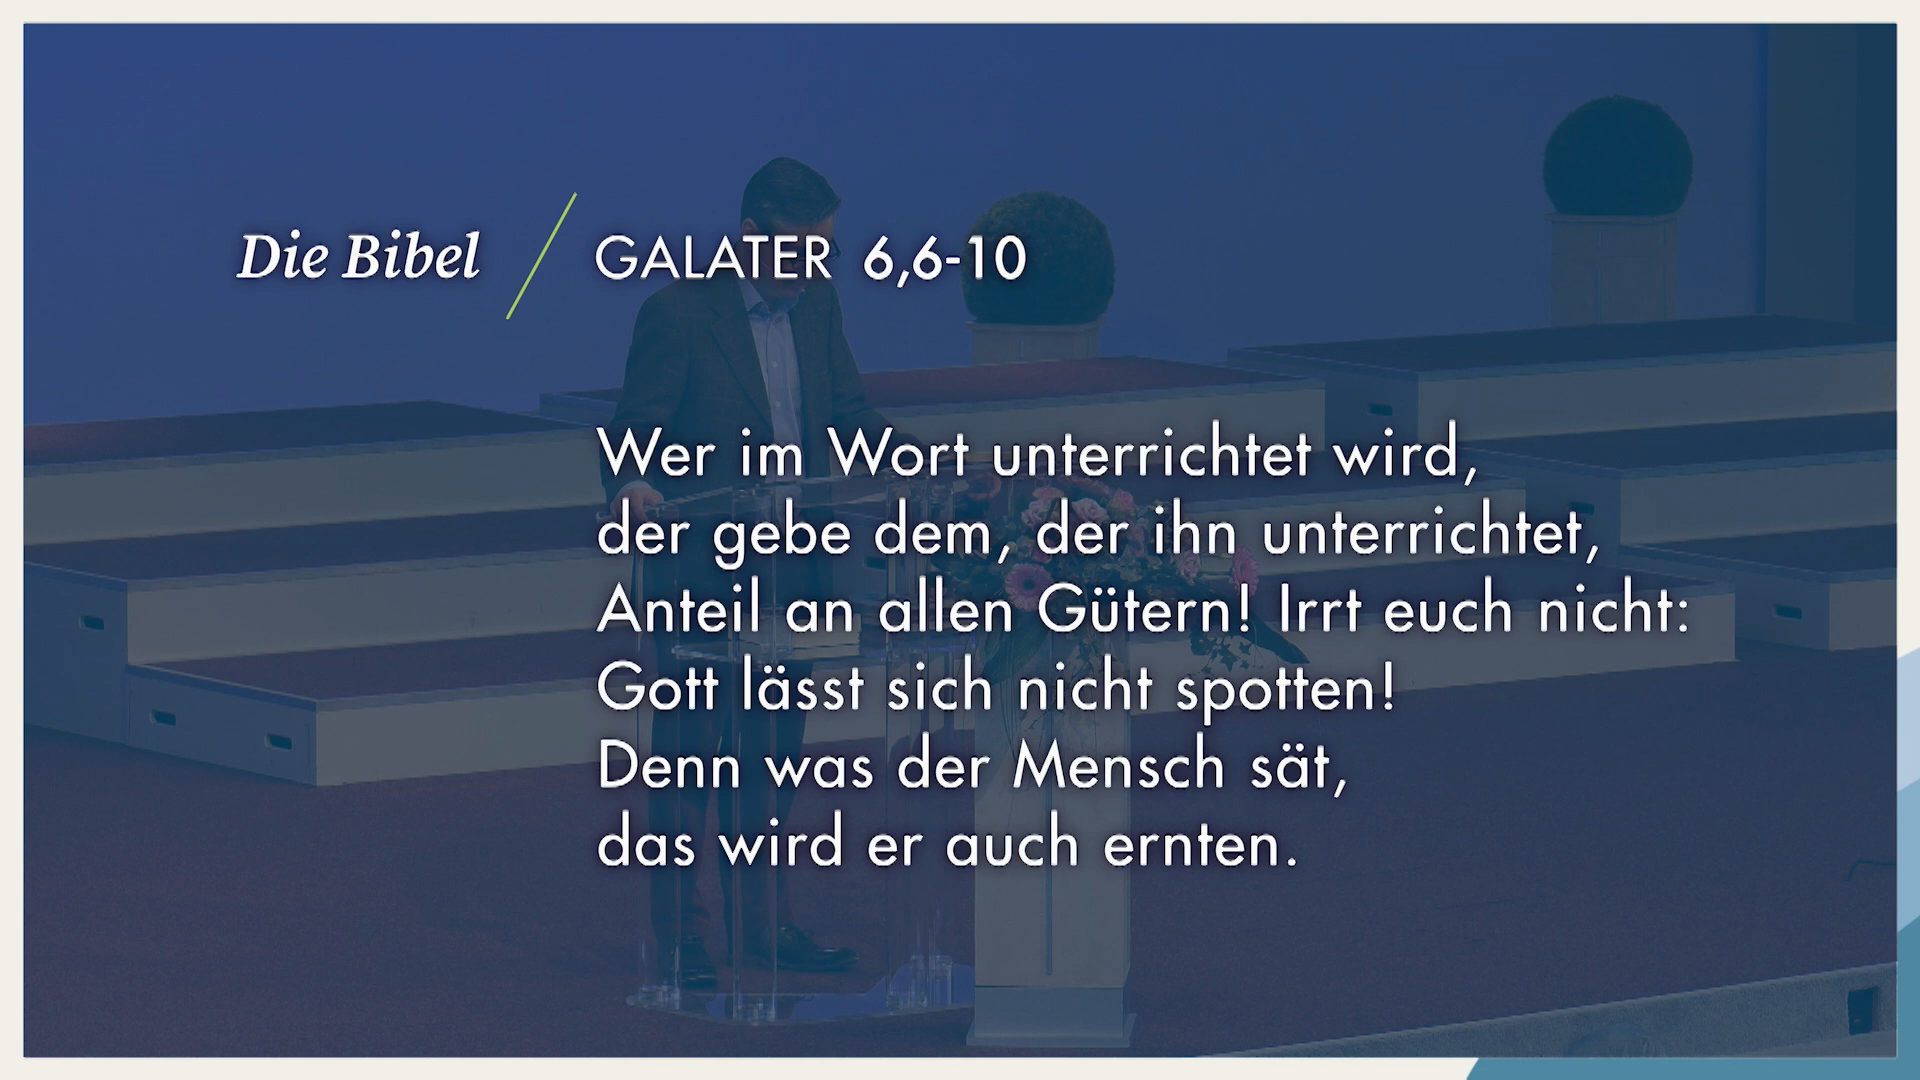 Die Bibel / GALATER 6,6-10
Wer im Wort unterrichtet wird,
der gebe dem, der ihn unterrichtet,
Anteil an allen Gütern! Irrt euch nicht:
Gott lässt sich nicht spotten!
Denn was der Mensch sät,
das wird er auch ernten.